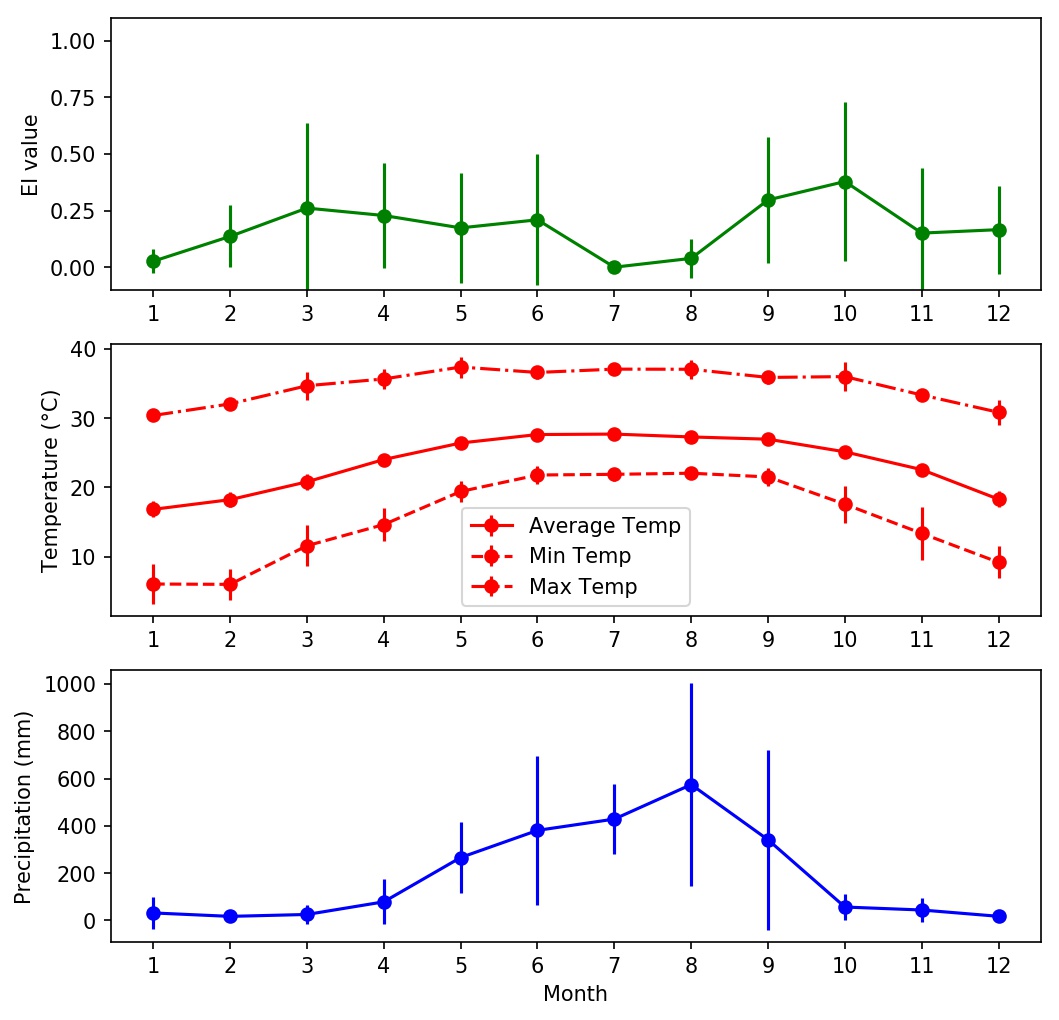 EI value
1.00
0.75
0.50
0.25
0.00
1 2 3 4 5 6 7 8 9 10 11 12
Temperature (°C)
40
30
20
10
Average Temp
Min Temp
Max Temp
1 2 3 4 5 6 7 8 9 10 11 12
Precipitation (mm)
1000
800
600
400
200
0
1 2 3 4 5 6 7 8 9 10 11 12
Month